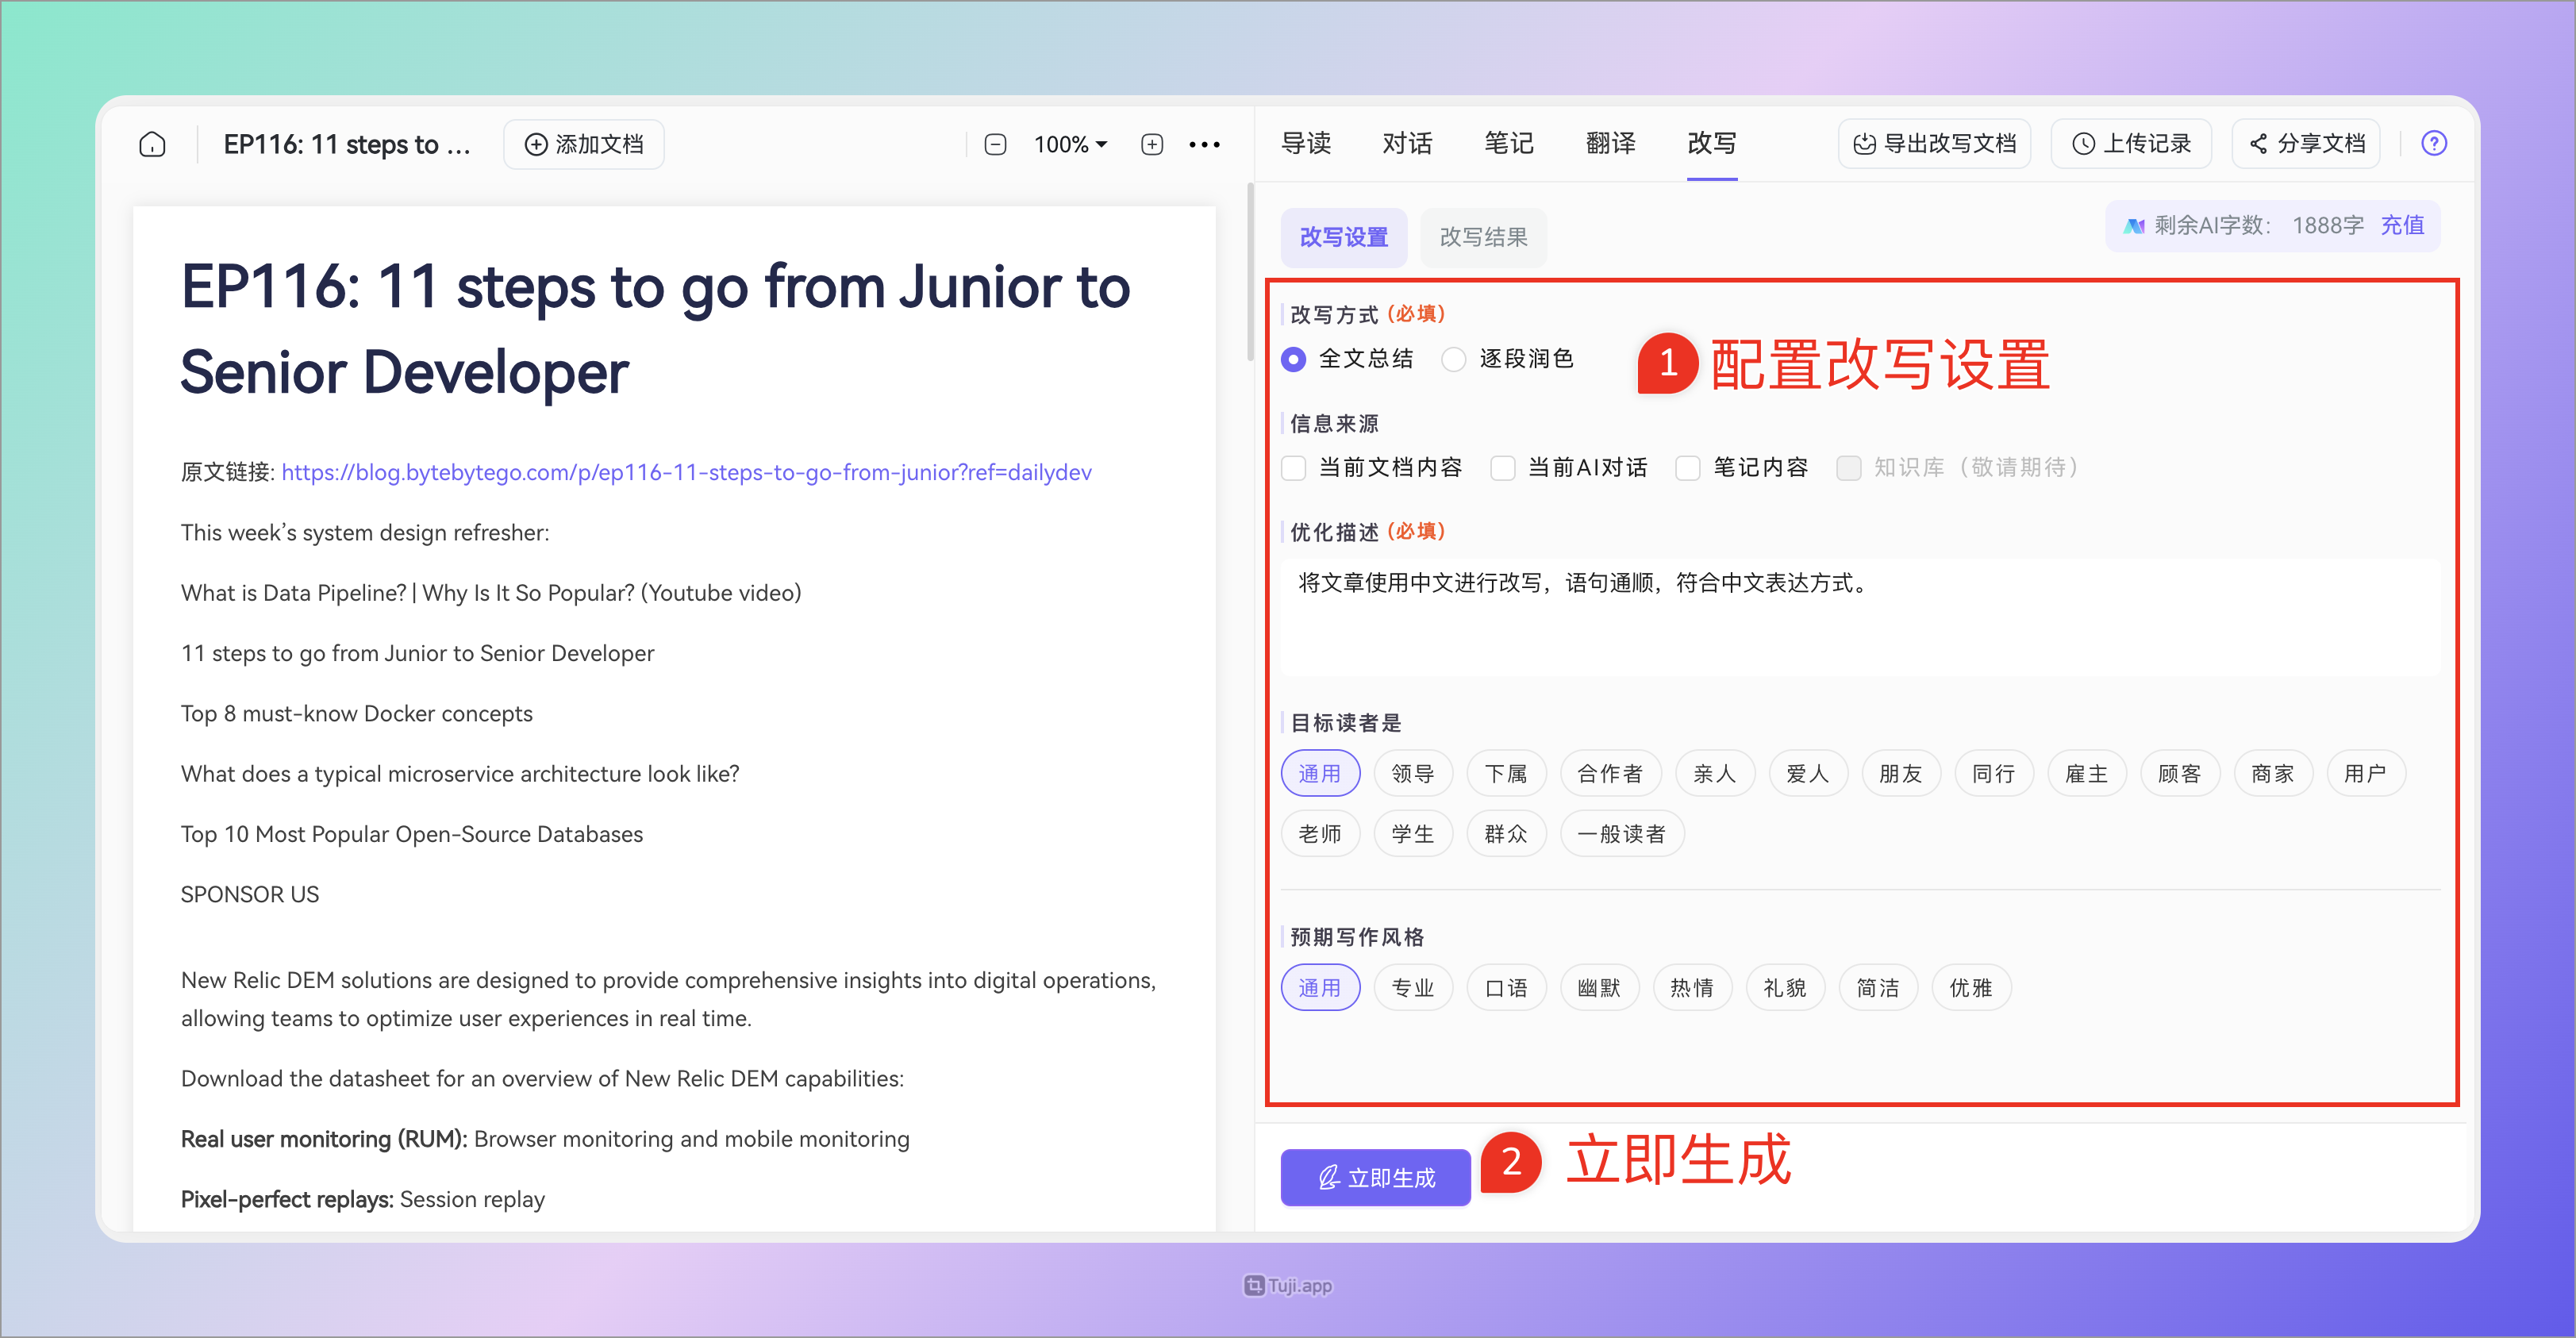 EP116: 11 steps to ...
添加文档
100%
导读 对话 笔记 翻译 改写
导出改写文档
上传记录
分享文档
EP116: 11 steps to go from Junior to
Senior Developer
原文链接: https://blog.bytebytego.com/p/ep116-11-steps-to-go-from-junior?ref=dailydev
This week’s system design refresher:
What is Data Pipeline? | Why Is It So Popular? (Youtube video)
11 steps to go from Junior to Senior Developer
Top 8 must-know Docker concepts
What does a typical microservice architecture look like?
Top 10 Most Popular Open-Source Databases
SPONSOR US
New Relic DEM solutions are designed to provide comprehensive insights into digital operations,
allowing teams to optimize user experiences in real time.
Download the datasheet for an overview of New Relic DEM capabilities:
Real user monitoring (RUM): Browser monitoring and mobile monitoring
Pixel-perfect replays: Session replay
改写设置 改写结果
剩余AI字数: 1888字 充值
改写方式 (必填)
全文总结 逐段润色
1 配置改写设置
信息来源
当前文档内容 当前AI对话 笔记内容 知识库（敬请期待）
优化描述 (必填)
将文章使用中文进行改写，语句通顺，符合中文表达方式。
目标读者是
通用 领导 下属 合作者 亲人 爱人 朋友 同行 雇主 顾客 商家 用户
老师 学生 群众 一般读者
预期写作风格
通用 专业 口语 幽默 热情 礼貌 简洁 优雅
立即生成
2 立即生成
Tuji.app